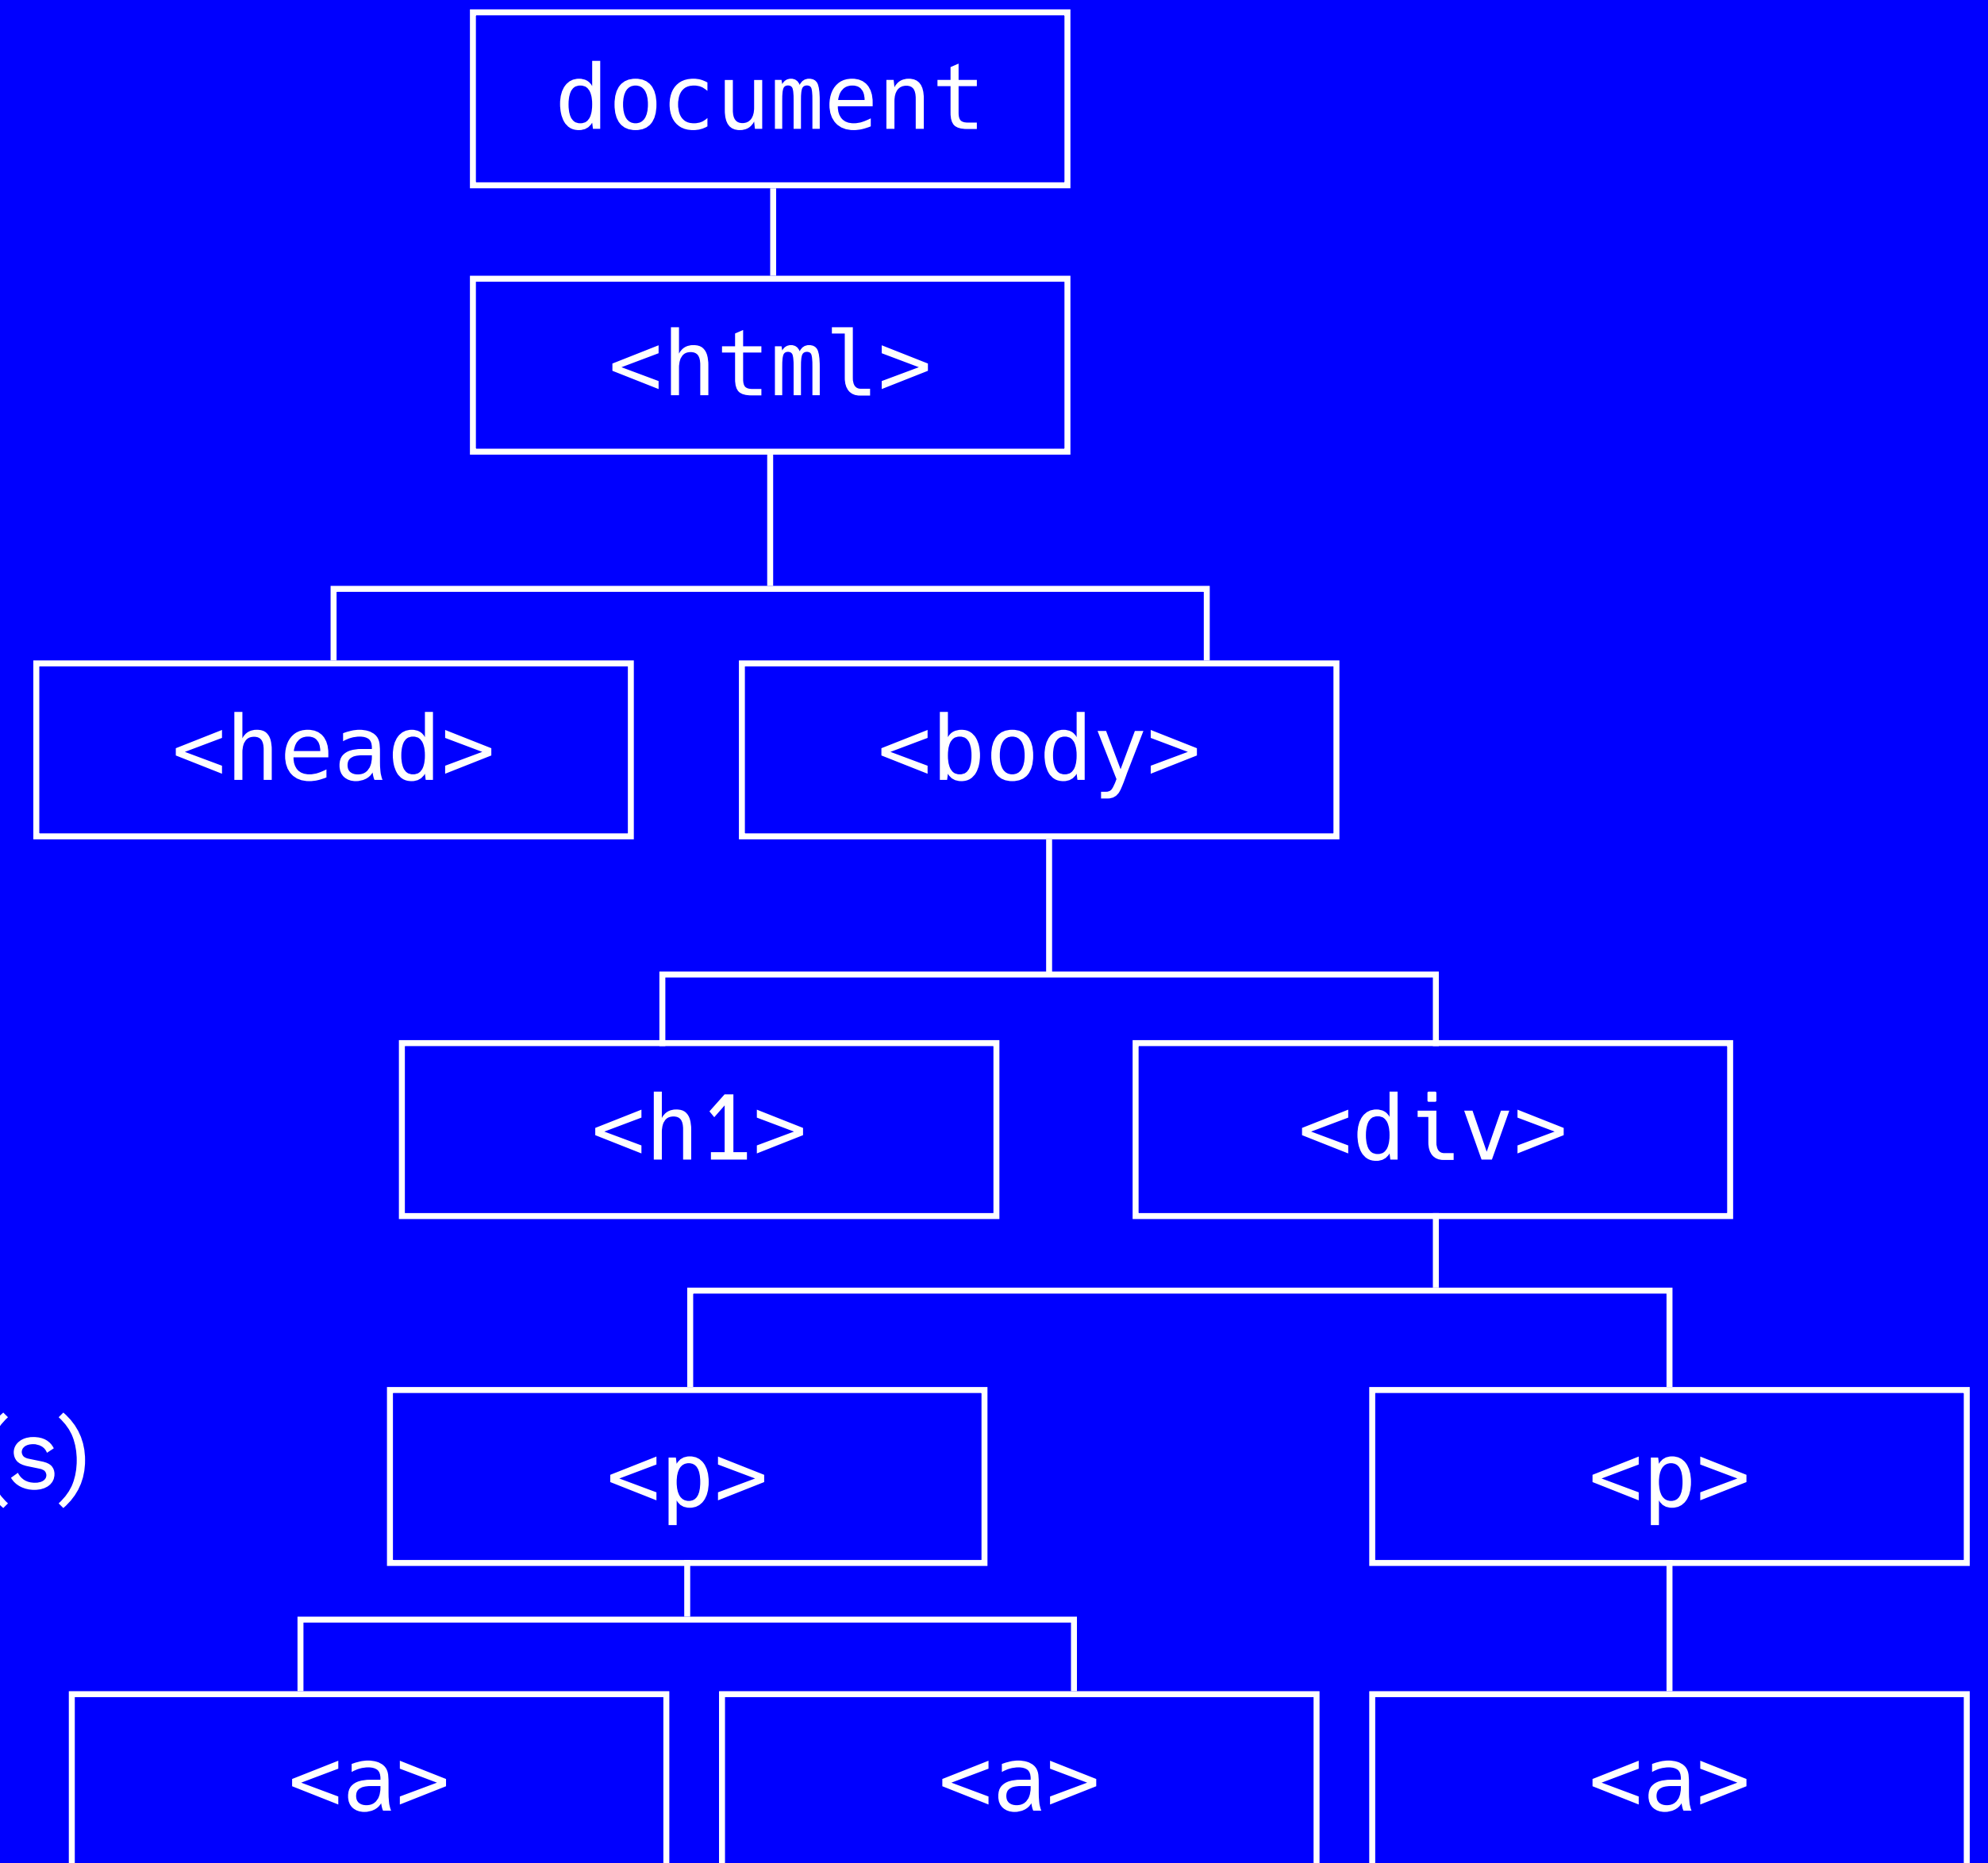 document
<html>
<head> <body>
<h1> <div>
s)
<p> <p>
<a> <a> <a>